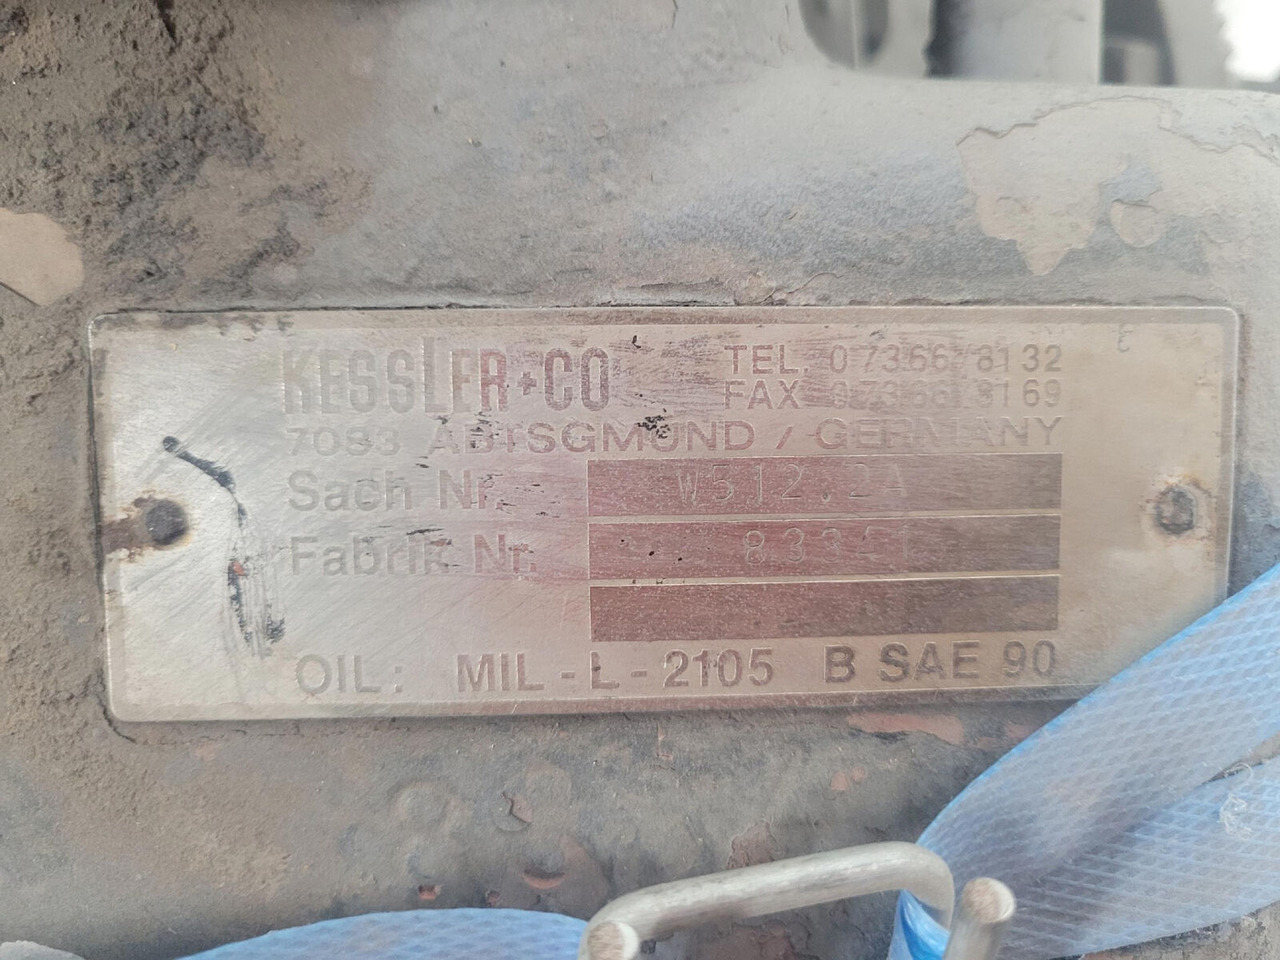 KESSLER+CO
TEL. 07366/8132
FAX 07366/8169
ABTSGMÜND / GERMANY
Sach Nr. W512.2A
Fabrik Nr.
OIL: MIL-L-2105 B SAE 90